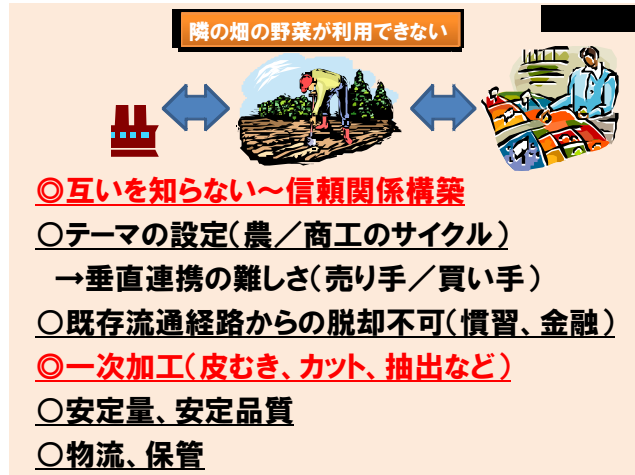 隣の畑の野菜が利用できない
◎互いを知らない～信頼関係構築
○テーマの設定（農／商工のサイクル）
→垂直連携の難しさ（売り手／買い手）
○既存流通経路からの脱却不可（慣習、金融）
◎一次加工（皮むき、カット、抽出など）
○安定量、安定品質
○物流、保管